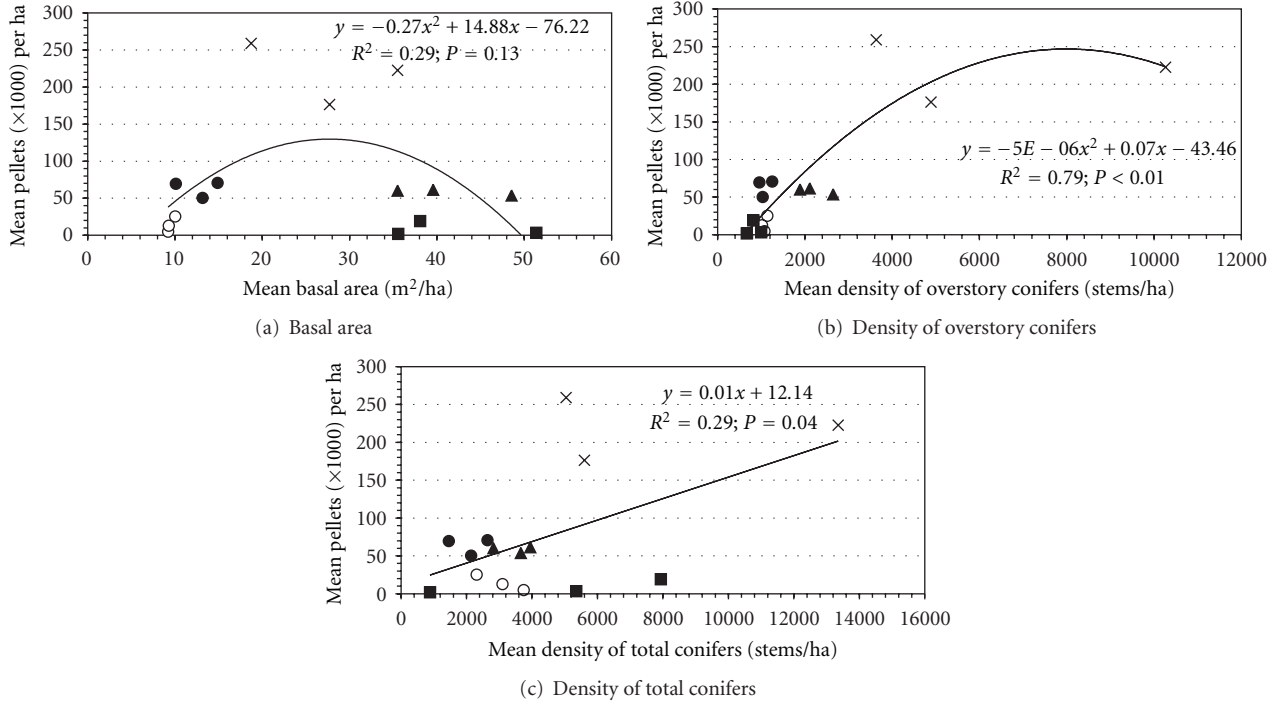 y = −0.27x² + 14.88x − 76.22
R² = 0.29; P = 0.13
Mean pellets (×1000) per ha
300
250
200
150
100
50
0
0 10 20 30 40 50 60
Mean basal area (m²/ha)
(a) Basal area
y = −5E − 06x² + 0.07x − 43.46
R² = 0.79; P < 0.01
Mean pellets (×1000) per ha
300
250
200
150
100
50
0
0 2000 4000 6000 8000 10000 12000
Mean density of overstory conifers (stems/ha)
(b) Density of overstory conifers
y = 0.01x + 12.14
R² = 0.29; P = 0.04
Mean pellets (×1000) per ha
300
250
200
150
100
50
0
0 2000 4000 6000 8000 10000 12000 14000 16000
Mean density of total conifers (stems/ha)
(c) Density of total conifers